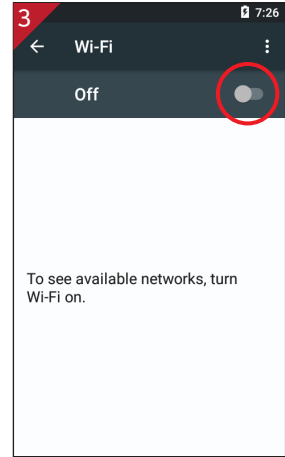 3
7:26
Wi-Fi
Off
To see available networks, turn
Wi-Fi on.